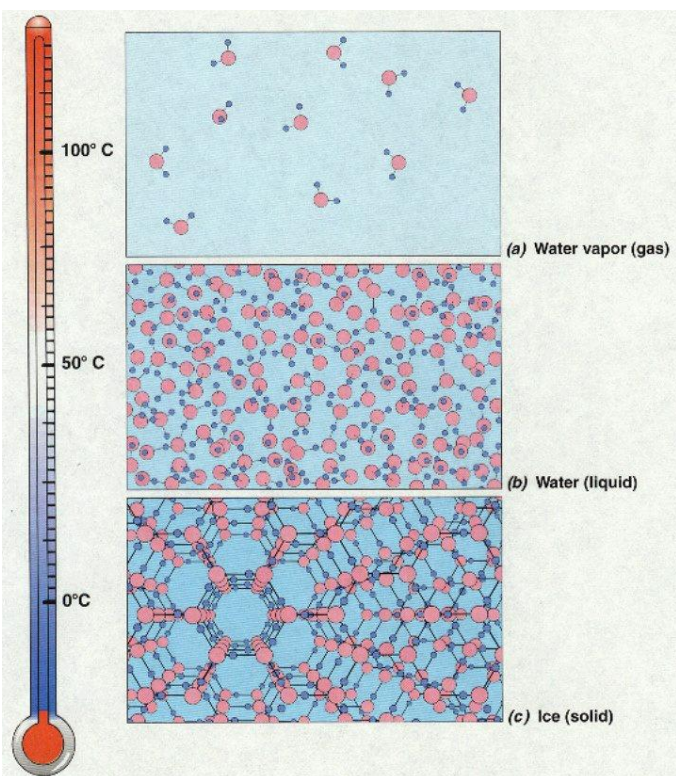 100° C
(a) Water vapor (gas)
50° C
(b) Water (liquid)
0°C
(c) Ice (solid)